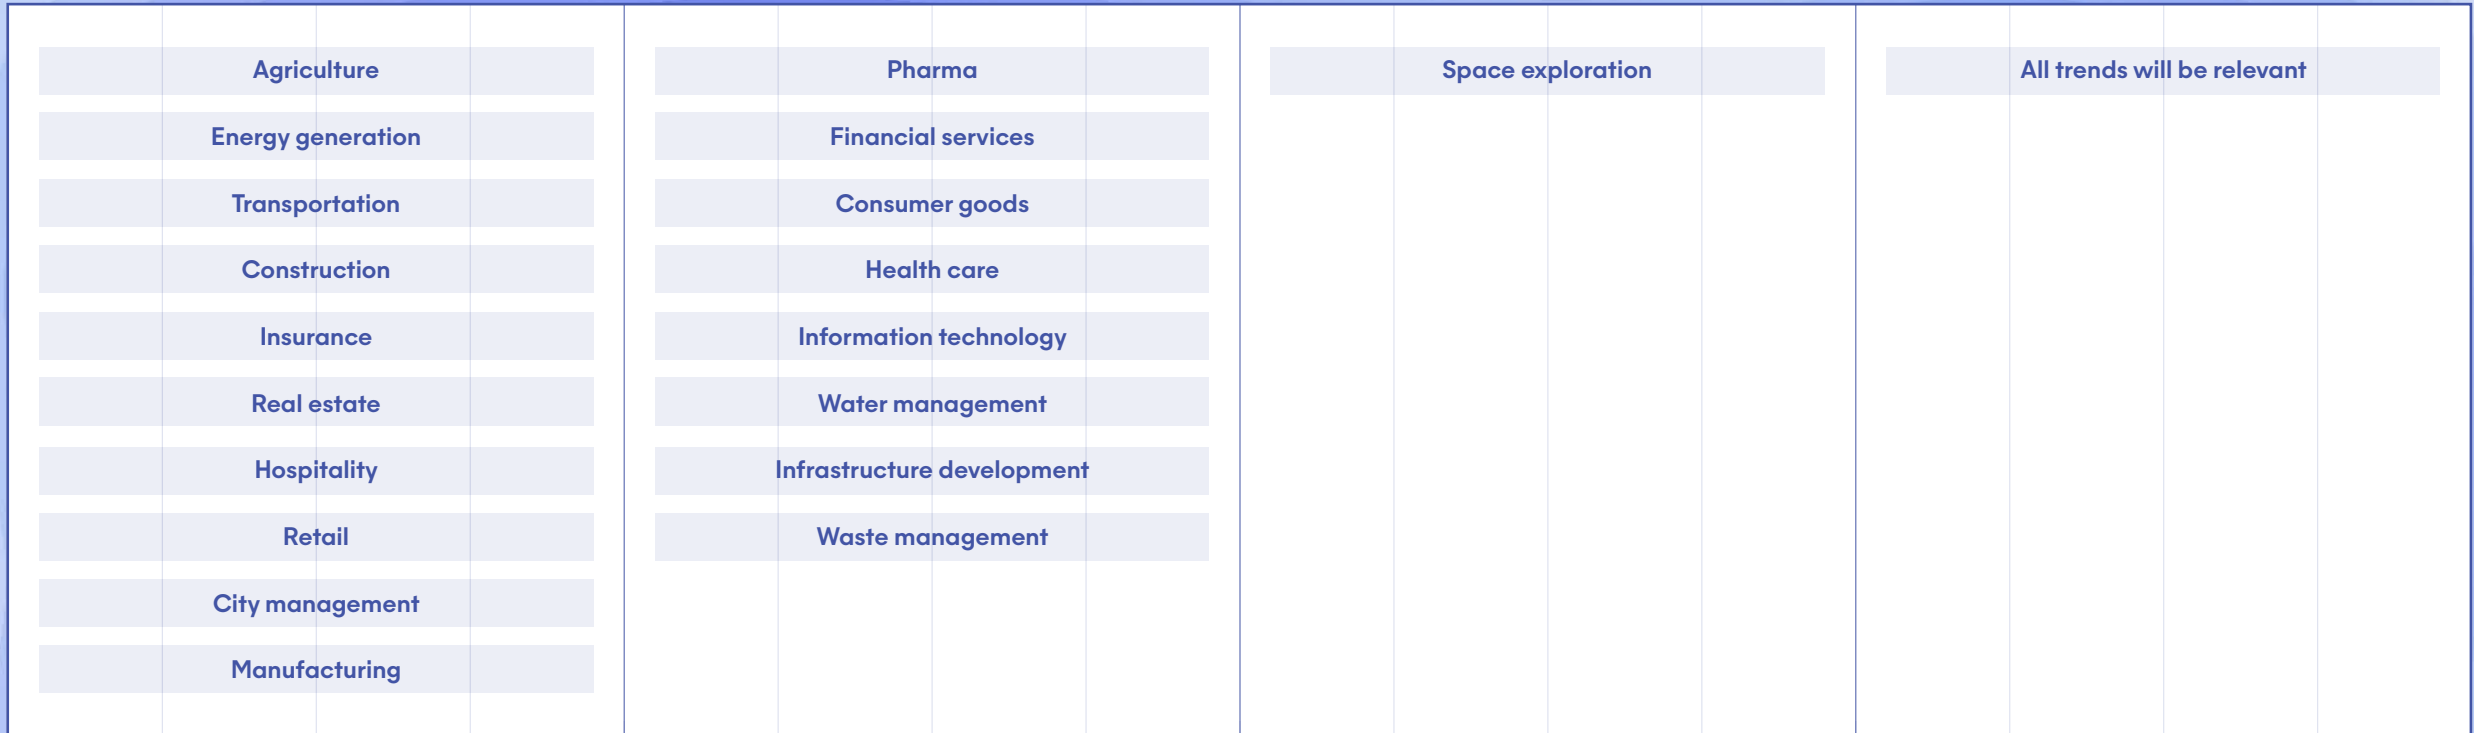 Agriculture
Energy generation
Transportation
Construction
Insurance
Real estate
Hospitality
Retail
City management
Manufacturing
Pharma
Financial services
Consumer goods
Health care
Information technology
Water management
Infrastructure development
Waste management
Space exploration
All trends will be relevant